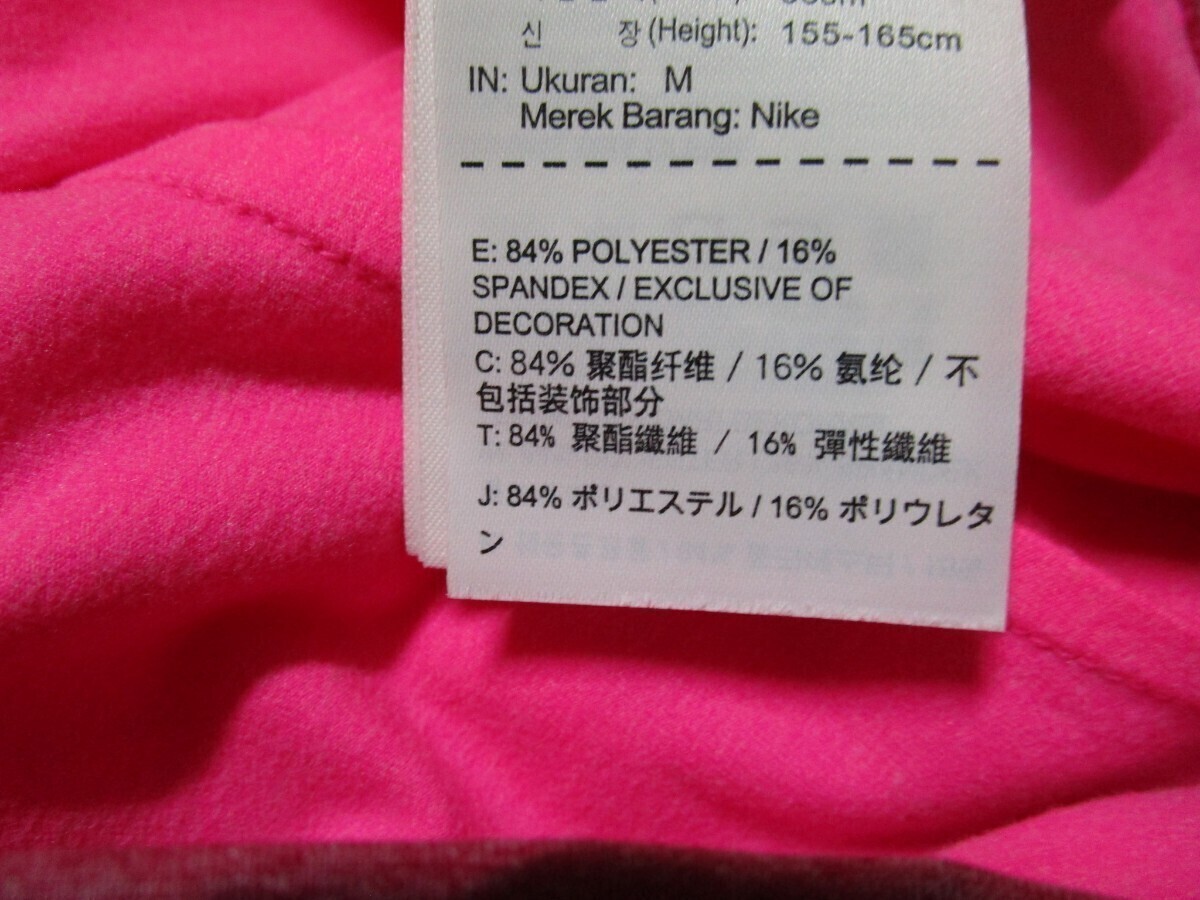 신 장 (Height): 155-165cm
IN: Ukuran: M
Merek Barang: Nike
E: 84% POLYESTER / 16%
SPANDEX / EXCLUSIVE OF
DECORATION
C: 84% 聚酯纤维 / 16% 氨纶 / 不
包括装饰部分
T: 84% 聚酯纖維 / 16% 彈性纖維
J: 84% ポリエステル / 16% ポリウレタ
ン